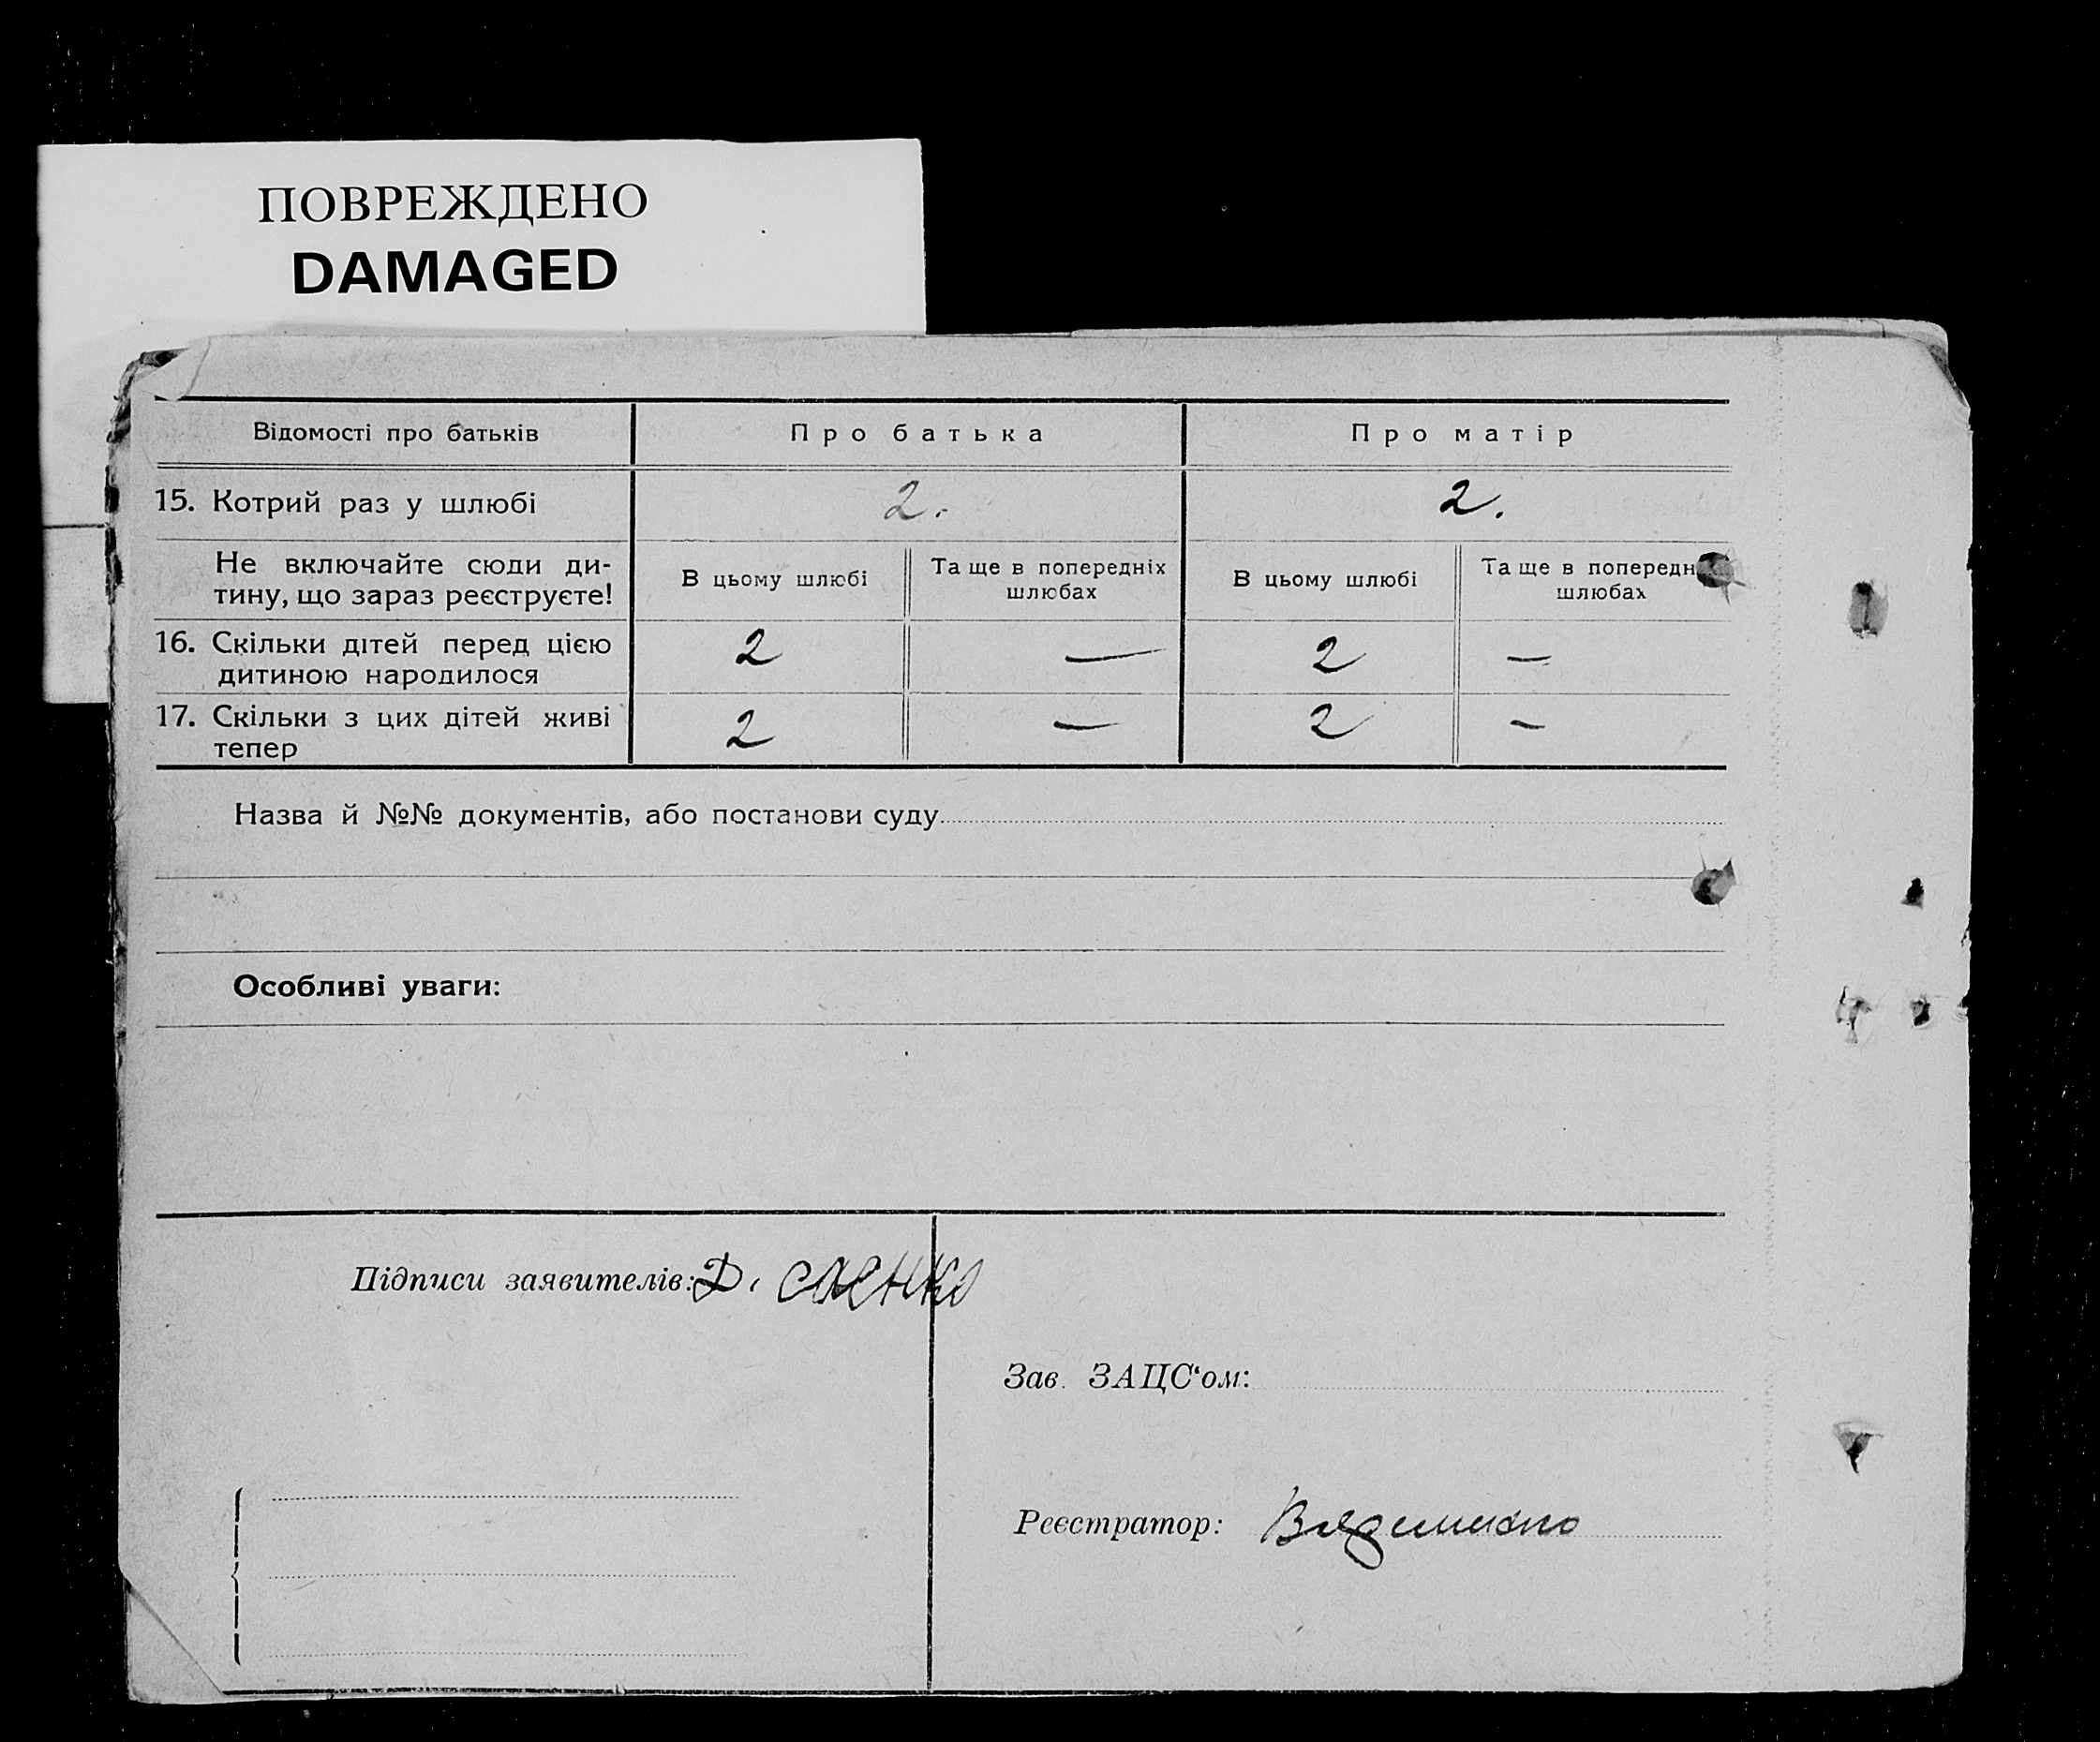 ПОВРЕЖДЕНО
DAMAGED
Відомості про батьків
Про батька
Про матір
15. Котрий раз у шлюбі
2.
2.
Не включайте сюди ди-
тину, що зараз реєструєте!
В цьому шлюбі
Та ще в попередніх
шлюбах
В цьому шлюбі
Та ще в попередн
шлюбах
16. Скільки дітей перед цією
дитиною народилося
2
—
2
—
17. Скільки з цих дітей живі
тепер
2
—
2
—
Назва й №№ документів, або постанови суду
Особливі уваги:
Підписи заявителів: Д. Саенко
Зав. ЗАЦС‘ом:
Реєстратор: